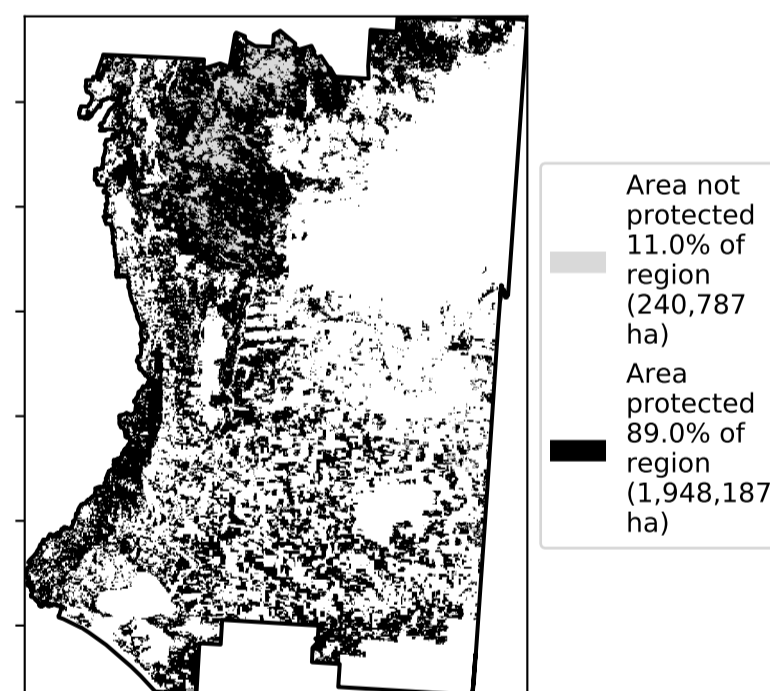 Area not
protected
11.0% of
region
(240,787
ha)
Area
protected
89.0% of
region
(1,948,187
ha)